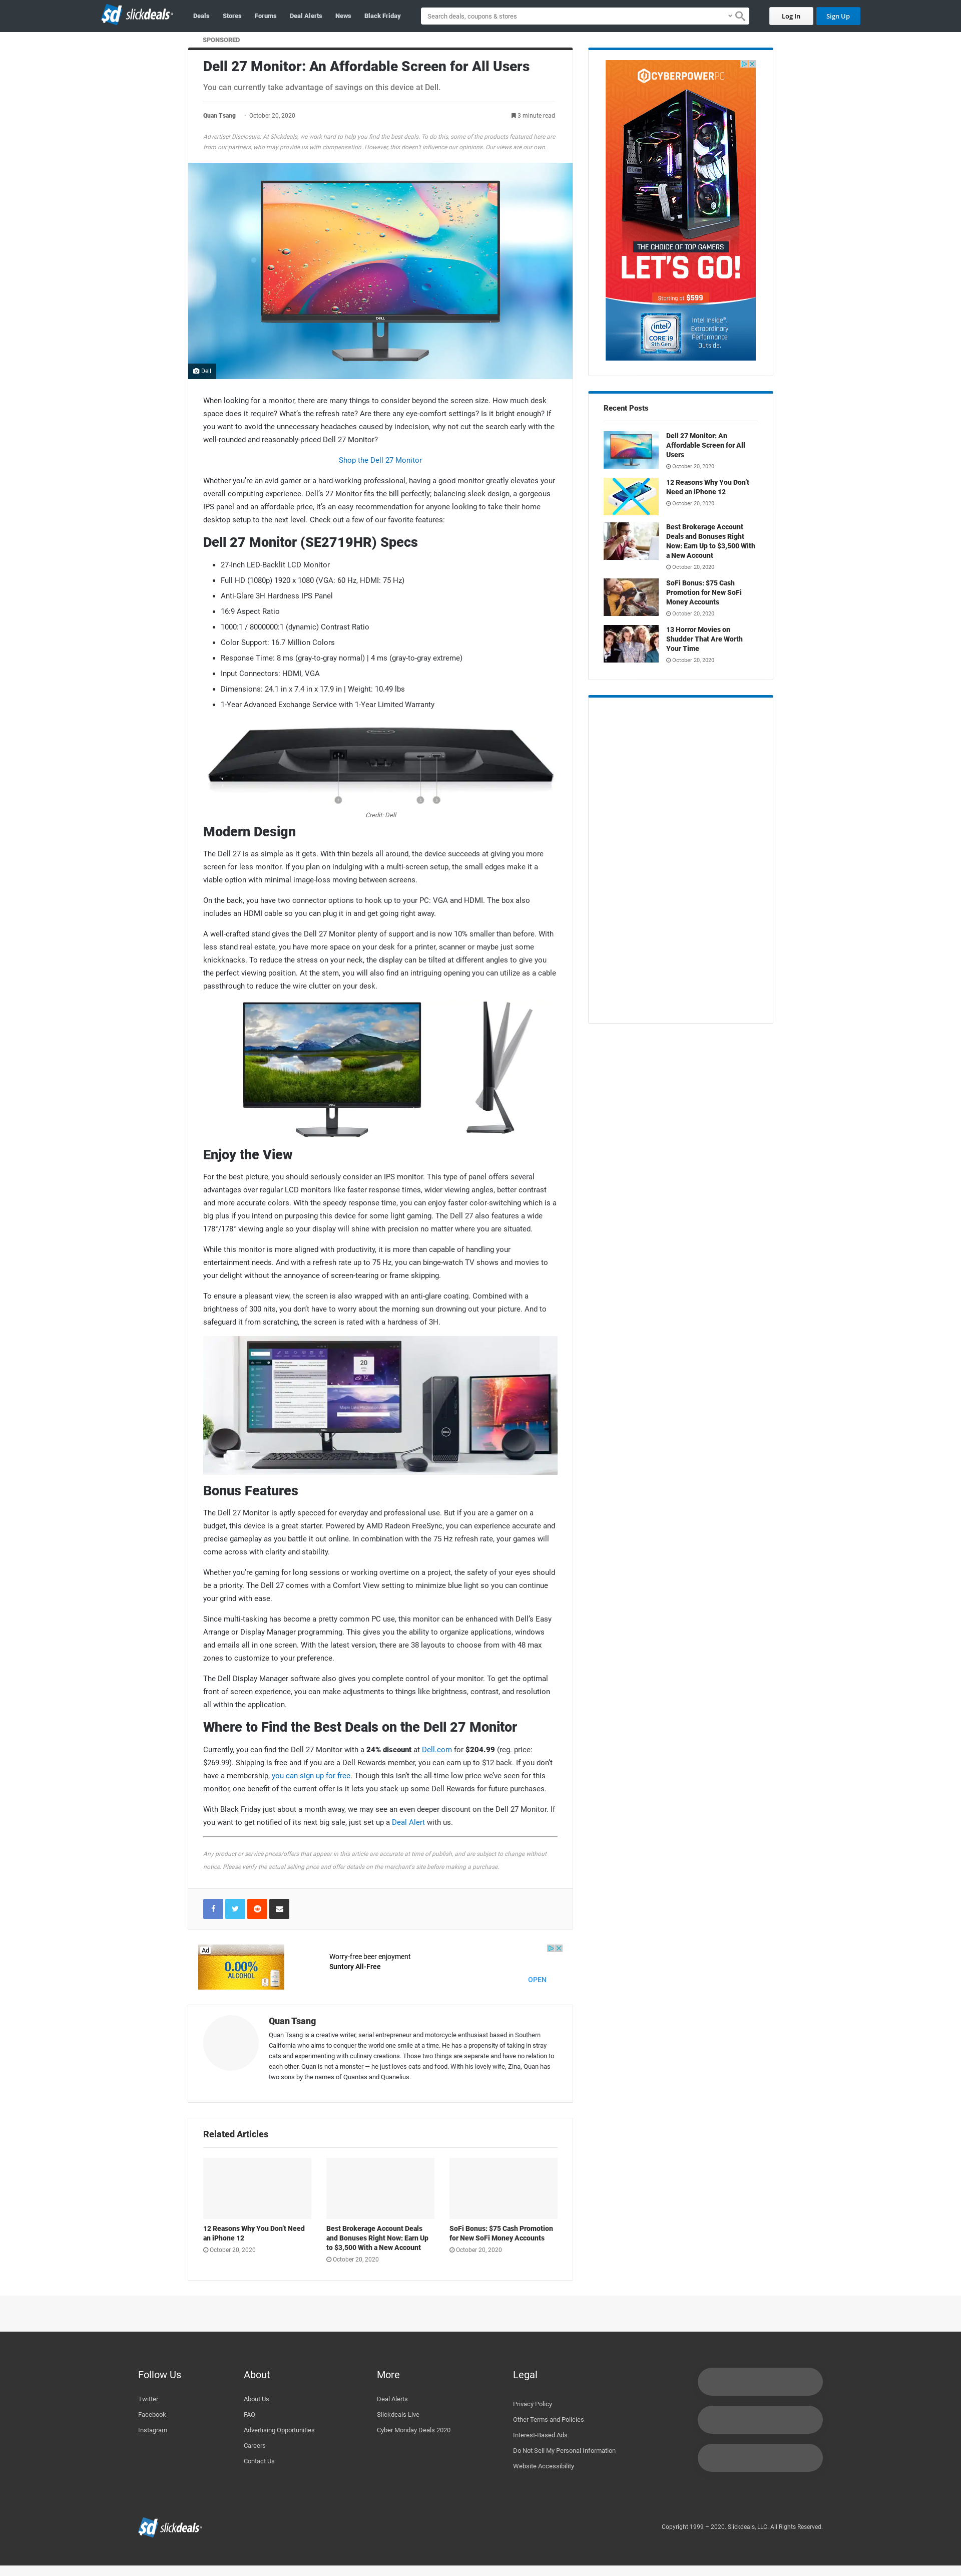 sd slickdeals
Deals Stores Forums Deal Alerts News Black Friday
Search deals, coupons & stores
Log In
Sign Up
SPONSORED
Dell 27 Monitor: An Affordable Screen for All Users
You can currently take advantage of savings on this device at Dell.
Quan Tsang · October 20, 2020
3 minute read
Advertiser Disclosure: At Slickdeals, we work hard to help you find the best deals. To do this, some of the products featured here are
from our partners, who may provide us with compensation. However, this doesn't influence our opinions. Our views are our own.
DELL
Dell
When looking for a monitor, there are many things to consider beyond the screen size. How much desk
space does it require? What's the refresh rate? Are there any eye-comfort settings? Is it bright enough? If
you want to avoid the unnecessary headaches caused by indecision, why not cut the search early with the
well-rounded and reasonably-priced Dell 27 Monitor?
Shop the Dell 27 Monitor
Whether you're an avid gamer or a hard-working professional, having a good monitor greatly elevates your
overall computing experience. Dell's 27 Monitor fits the bill perfectly; balancing sleek design, a gorgeous
IPS panel and an affordable price, it's an easy recommendation for anyone looking to take their home
desktop setup to the next level. Check out a few of our favorite features:
Dell 27 Monitor (SE2719HR) Specs
• 27-Inch LED-Backlit LCD Monitor
• Full HD (1080p) 1920 x 1080 (VGA: 60 Hz, HDMI: 75 Hz)
• Anti-Glare 3H Hardness IPS Panel
• 16:9 Aspect Ratio
• 1000:1 / 8000000:1 (dynamic) Contrast Ratio
• Color Support: 16.7 Million Colors
• Response Time: 8 ms (gray-to-gray normal) | 4 ms (gray-to-gray extreme)
• Input Connectors: HDMI, VGA
• Dimensions: 24.1 in x 7.4 in x 17.9 in | Weight: 10.49 lbs
• 1-Year Advanced Exchange Service with 1-Year Limited Warranty
Credit: Dell
Modern Design
The Dell 27 is as simple as it gets. With thin bezels all around, the device succeeds at giving you more
screen for less monitor. If you plan on indulging with a multi-screen setup, the small edges make it a
viable option with minimal image-loss moving between screens.
On the back, you have two connector options to hook up to your PC: VGA and HDMI. The box also
includes an HDMI cable so you can plug it in and get going right away.
A well-crafted stand gives the Dell 27 Monitor plenty of support and is now 10% smaller than before. With
less stand real estate, you have more space on your desk for a printer, scanner or maybe just some
knickknacks. To reduce the stress on your neck, the display can be tilted at different angles to give you
the perfect viewing position. At the stem, you will also find an intriguing opening you can utilize as a cable
passthrough to reduce the wire clutter on your desk.
Enjoy the View
For the best picture, you should seriously consider an IPS monitor. This type of panel offers several
advantages over regular LCD monitors like faster response times, wider viewing angles, better contrast
and more accurate colors. With the speedy response time, you can enjoy faster color-switching which is a
big plus if you intend on purposing this device for some light gaming. The Dell 27 also features a wide
178°/178° viewing angle so your display will shine with precision no matter where you are situated.
While this monitor is more aligned with productivity, it is more than capable of handling your
entertainment needs. And with a refresh rate up to 75 Hz, you can binge-watch TV shows and movies to
your delight without the annoyance of screen-tearing or frame skipping.
To ensure a pleasant view, the screen is also wrapped with an anti-glare coating. Combined with a
brightness of 300 nits, you don't have to worry about the morning sun drowning out your picture. And to
safeguard it from scratching, the screen is rated with a hardness of 3H.
20
Bonus Features
The Dell 27 Monitor is aptly specced for everyday and professional use. But if you are a gamer on a
budget, this device is a great starter. Powered by AMD Radeon FreeSync, you can experience accurate and
precise gameplay as you battle it out online. In combination with the 75 Hz refresh rate, your games will
come across with clarity and stability.
Whether you're gaming for long sessions or working overtime on a project, the safety of your eyes should
be a priority. The Dell 27 comes with a Comfort View setting to minimize blue light so you can continue
your grind with ease.
Since multi-tasking has become a pretty common PC use, this monitor can be enhanced with Dell's Easy
Arrange or Display Manager programming. This gives you the ability to organize applications, windows
and emails all in one screen. With the latest version, there are 38 layouts to choose from with 48 max
zones to customize to your preference.
The Dell Display Manager software also gives you complete control of your monitor. To get the optimal
front of screen experience, you can make adjustments to things like brightness, contrast, and resolution
all within the application.
Where to Find the Best Deals on the Dell 27 Monitor
Currently, you can find the Dell 27 Monitor with a 24% discount at Dell.com for $204.99 (reg. price:
$269.99). Shipping is free and if you are a Dell Rewards member, you can earn up to $12 back. If you don't
have a membership, you can sign up for free. Though this isn't the all-time low price we've seen for this
monitor, one benefit of the current offer is it lets you stack up some Dell Rewards for future purchases.
With Black Friday just about a month away, we may see an even deeper discount on the Dell 27 Monitor. If
you want to get notified of its next big sale, just set up a Deal Alert with us.
Any product or service prices/offers that appear in this article are accurate at time of publish, and are subject to change without
notice. Please verify the actual selling price and offer details on the merchant's site before making a purchase.
Ad
0.00%
ALCOHOL
Worry-free beer enjoyment
Suntory All-Free
OPEN
Quan Tsang
Quan Tsang is a creative writer, serial entrepreneur and motorcycle enthusiast based in Southern
California who aims to conquer the world one smile at a time. He has a propensity of taking in stray
cats and experimenting with culinary creations. Those two things are separate and have no relation to
each other. Quan is not a monster — he just loves cats and food. With his lovely wife, Zina, Quan has
two sons by the names of Quantas and Quanelius.
Related Articles
12 Reasons Why You Don't Need
an iPhone 12
October 20, 2020
Best Brokerage Account Deals
and Bonuses Right Now: Earn Up
to $3,500 With a New Account
October 20, 2020
SoFi Bonus: $75 Cash Promotion
for New SoFi Money Accounts
October 20, 2020
CYBERPOWERPC
THE CHOICE OF TOP GAMERS
LET'S GO!
Starting at $599
intel
CORE i9
9th Gen
Intel Inside®.
Extraordinary
Performance
Outside.
Recent Posts
Dell 27 Monitor: An
Affordable Screen for All
Users
October 20, 2020
12 Reasons Why You Don't
Need an iPhone 12
October 20, 2020
Best Brokerage Account
Deals and Bonuses Right
Now: Earn Up to $3,500 With
a New Account
October 20, 2020
SoFi Bonus: $75 Cash
Promotion for New SoFi
Money Accounts
October 20, 2020
13 Horror Movies on
Shudder That Are Worth
Your Time
October 20, 2020
Follow Us
Twitter
Facebook
Instagram
About
About Us
FAQ
Advertising Opportunities
Careers
Contact Us
More
Deal Alerts
Slickdeals Live
Cyber Monday Deals 2020
Legal
Privacy Policy
Other Terms and Policies
Interest-Based Ads
Do Not Sell My Personal Information
Website Accessibility
sd slickdeals
Copyright 1999 – 2020. Slickdeals, LLC. All Rights Reserved.